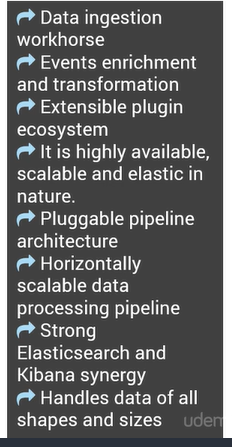 Data ingestion
workhorse
Events enrichment
and transformation
Extensible plugin
ecosystem
It is highly available,
scalable and elastic in
nature.
Pluggable pipeline
architecture
Horizontally
scalable data
processing pipeline
Strong
Elasticsearch and
Kibana synergy
Handles data of all
shapes and sizes
udem